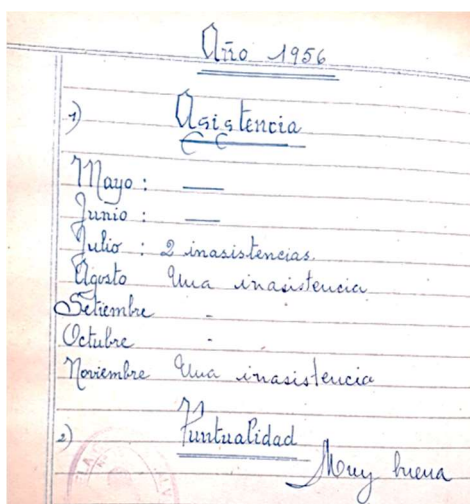 Año 1956
1) Asistencia
Mayo : —
Junio : —
Julio : 2 inasistencias
Agosto Una inasistencia
Setiembre -
Octubre -
Noviembre Una inasistencia
2) Puntualidad
Muy buena